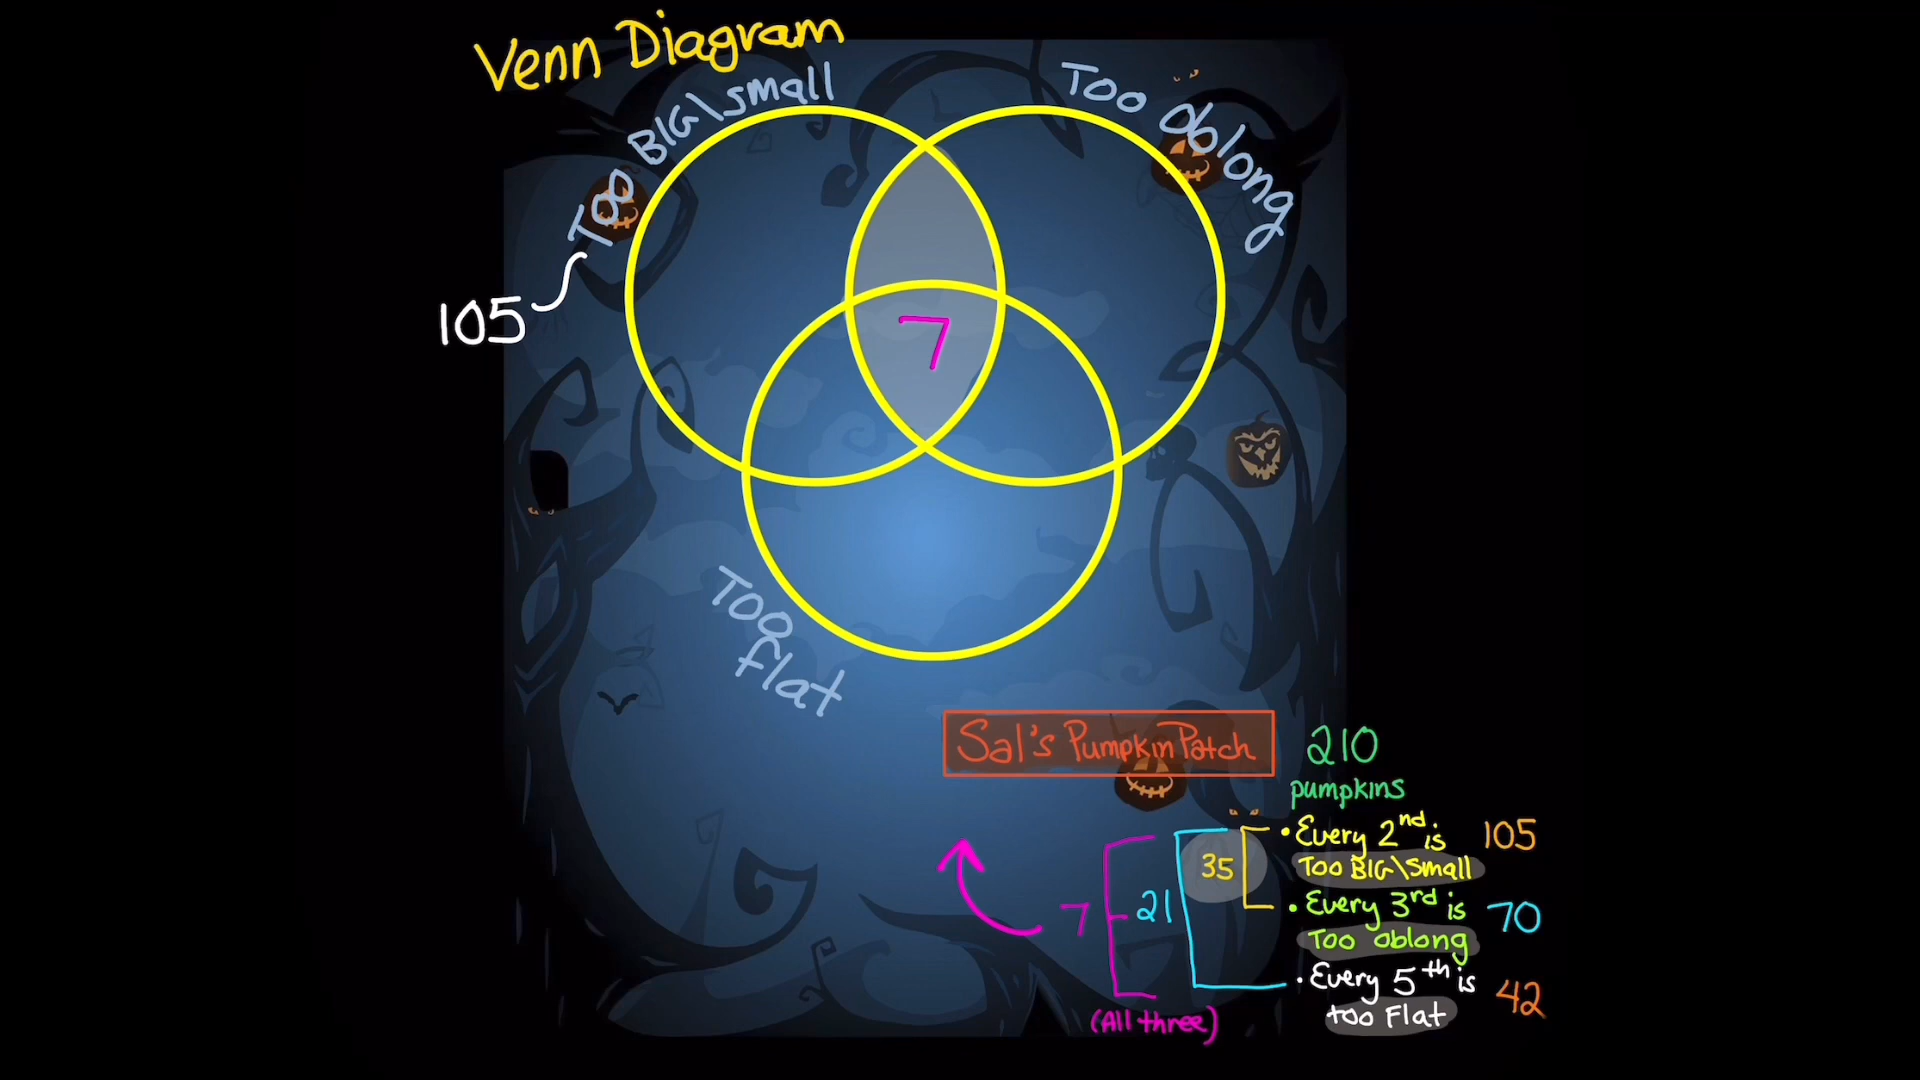 Venn Diagram
Too BIG\small
Too oblong
105
7
Too
flat
Sal's Pumpkin Patch
210
pumpkins
• Every 2nd is
Too BIG\Small
105
35
• Every 3rd is
Too oblong
70
21
7
• Every 5th is
too Flat
42
(All three)